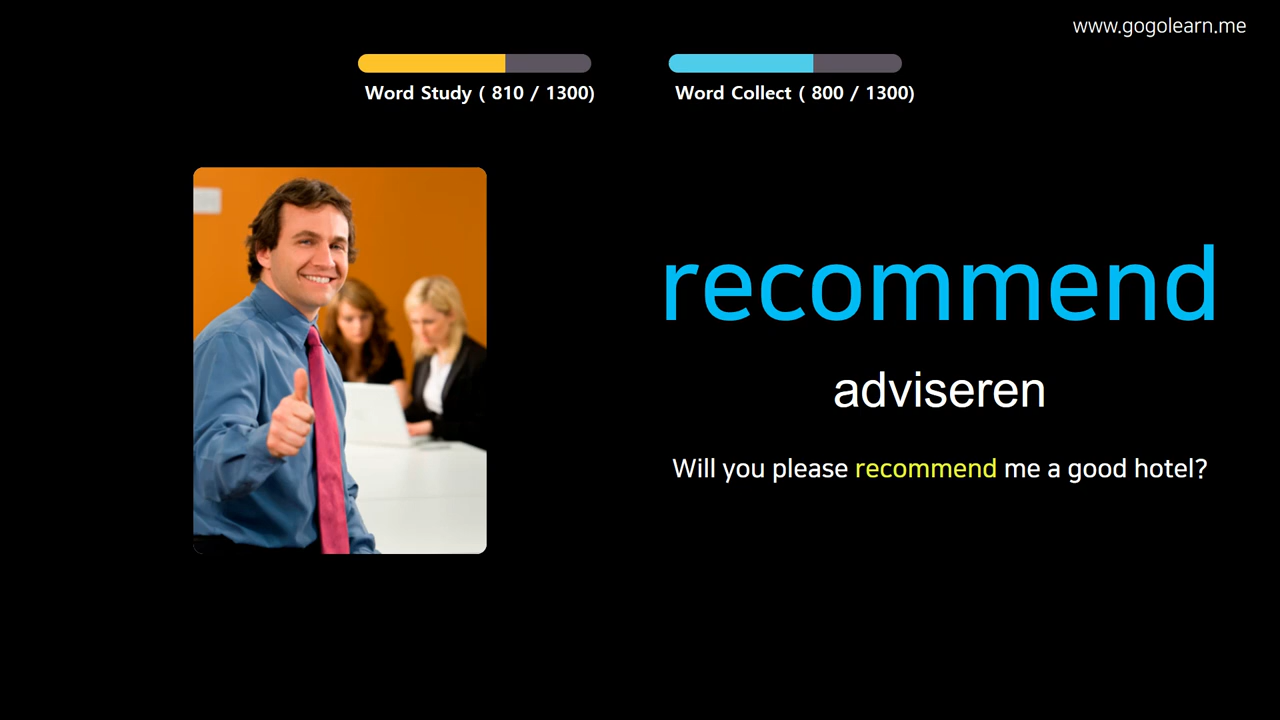 www.gogolearn.me
Word Study ( 810 / 1300)
Word Collect ( 800 / 1300)
recommend
adviseren
Will you please recommend me a good hotel?